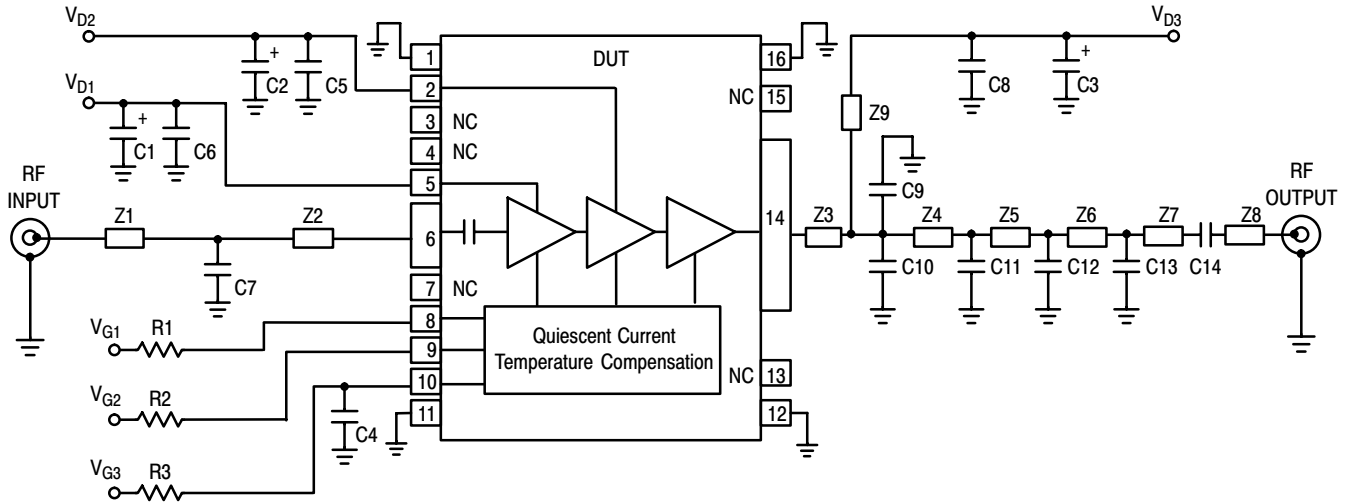 VD2
VD1
C1
+
C6
C2
+
C5
RF
INPUT
Z1
Z2
C7
VG1
R1
VG2
R2
VG3
R3
C4
DUT
1
2
3
NC
4
NC
5
6
7
NC
8
9
10
11
Quiescent Current
Temperature Compensation
16
NC
15
14
NC
13
12
VD3
C8
C3
+
Z9
C9
Z3
Z4
Z5
Z6
Z7
Z8
C10
C11
C12
C13
C14
RF
OUTPUT